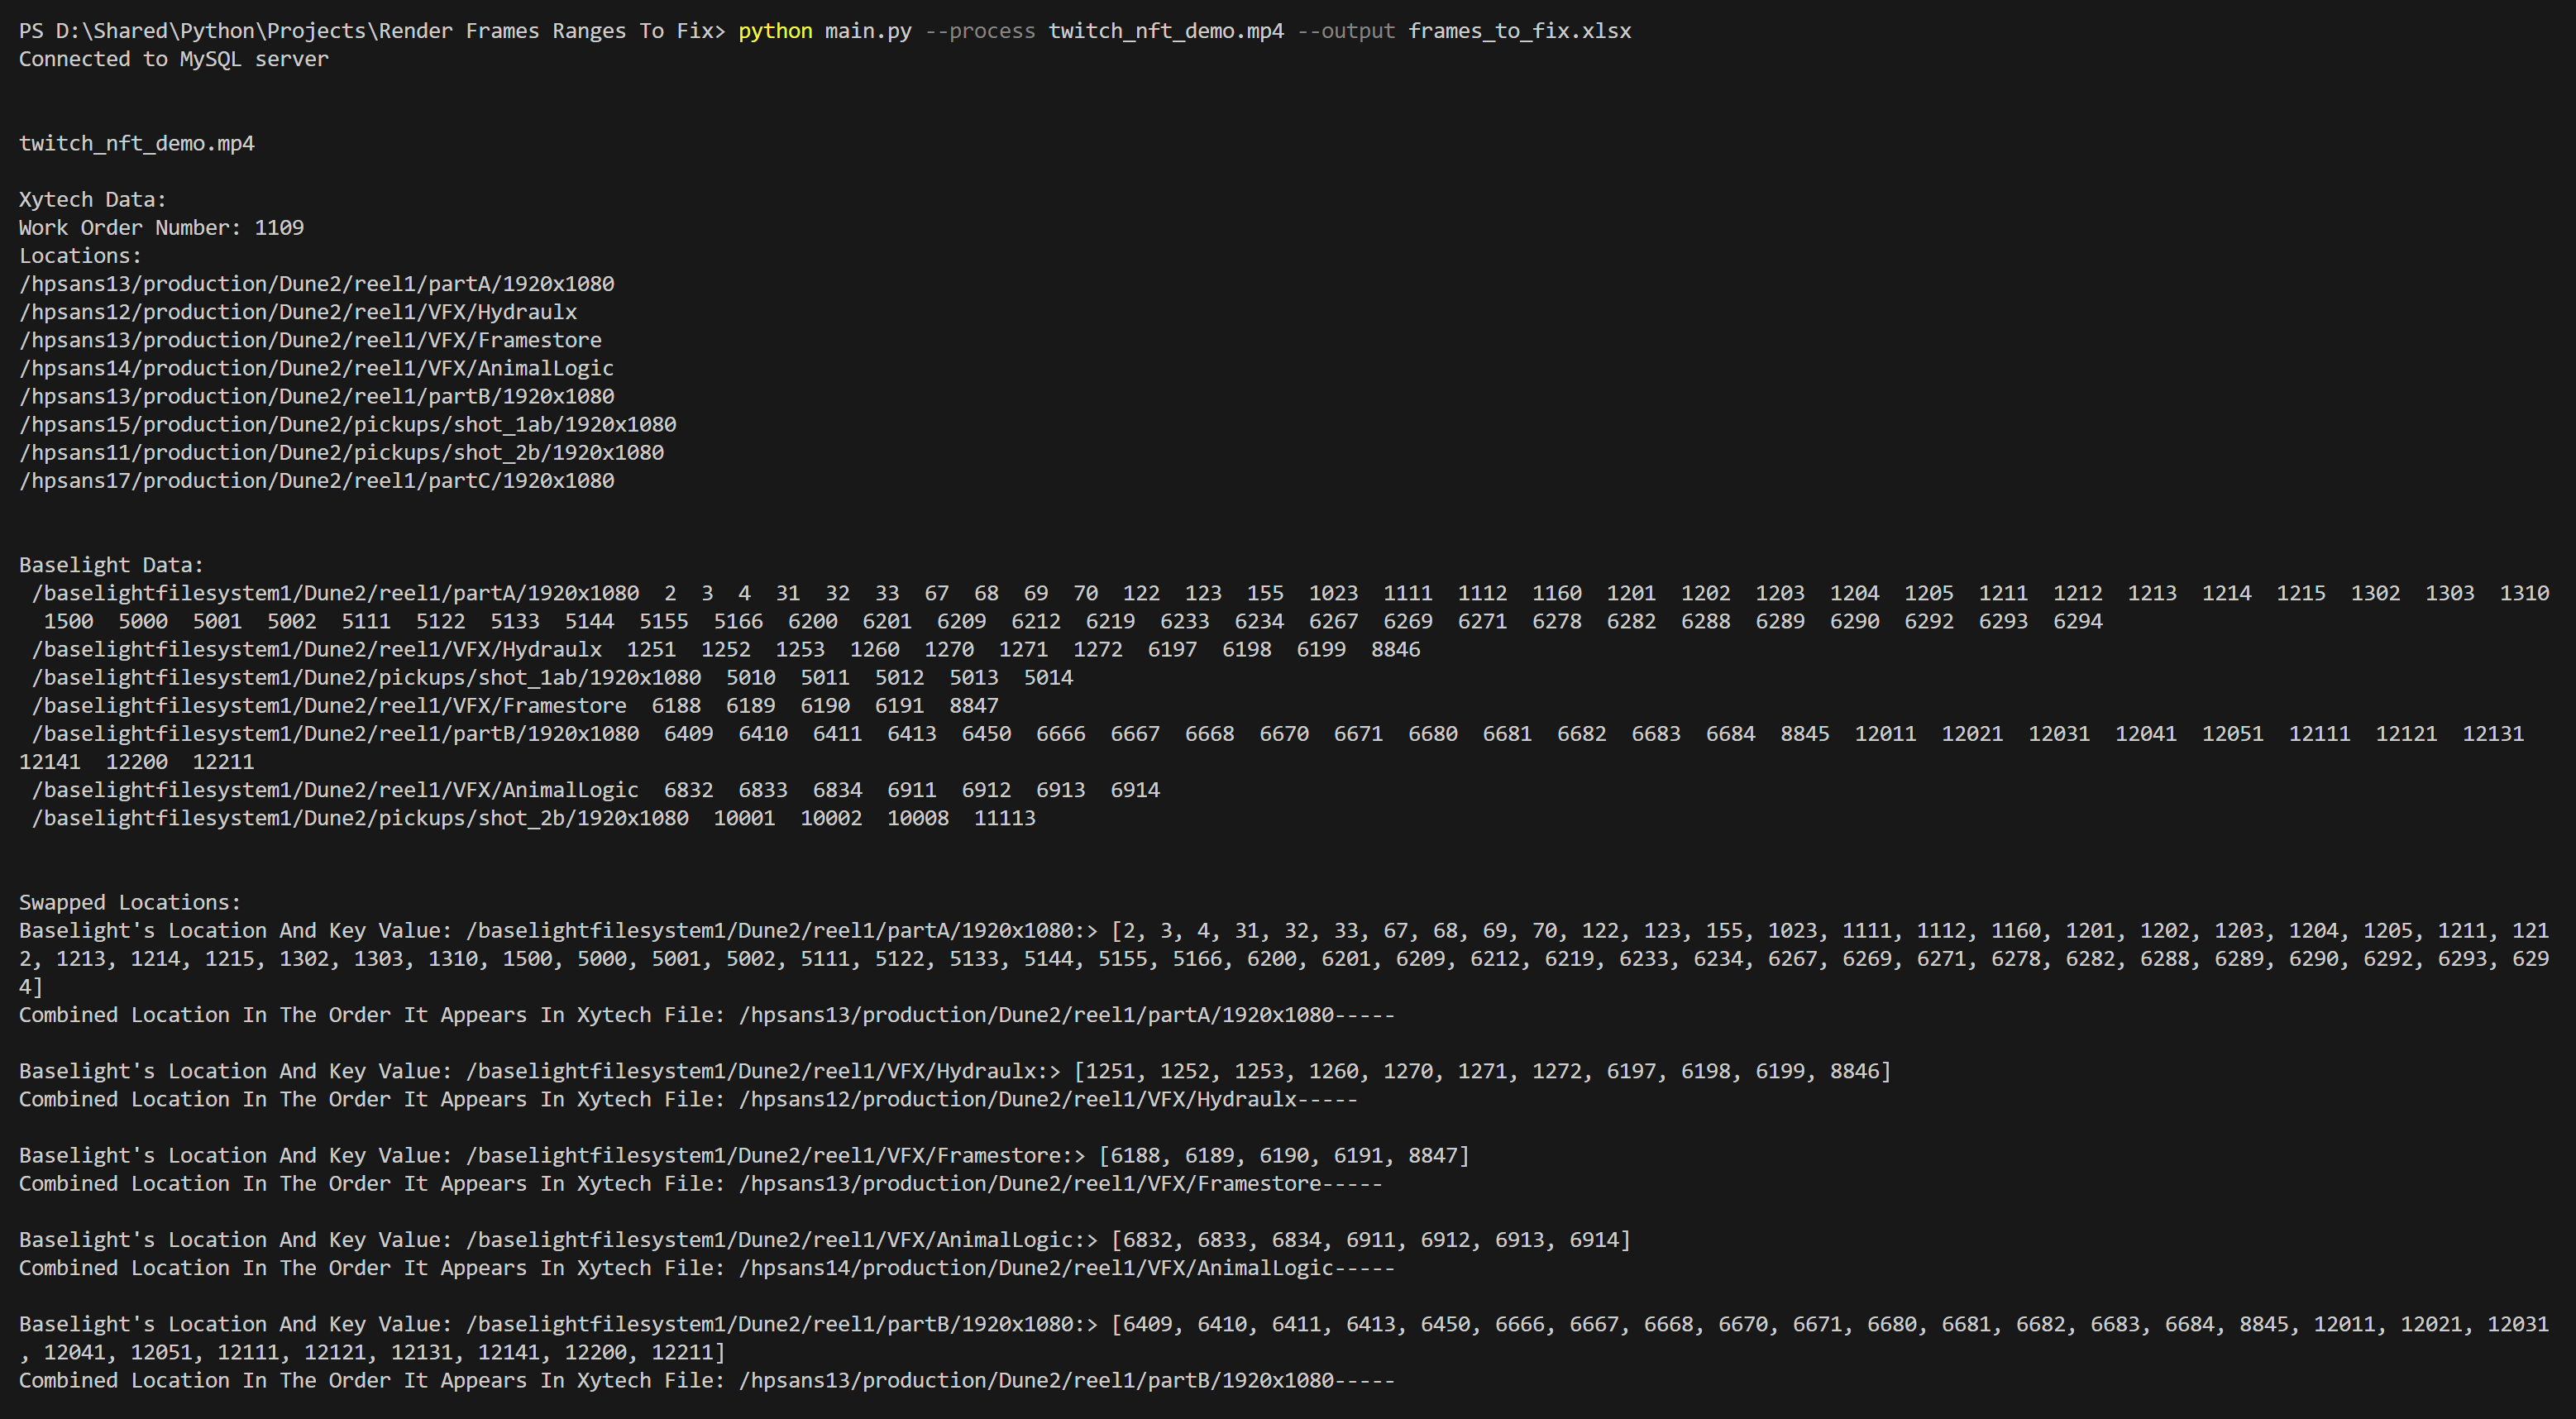 PS D:\Shared\Python\Projects\Render Frames Ranges To Fix> python main.py --process twitch_nft_demo.mp4 --output frames_to_fix.xlsx
Connected to MySQL server
twitch_nft_demo.mp4
Xytech Data:
Work Order Number: 1109
Locations:
/hpsans13/production/Dune2/reel1/partA/1920x1080
/hpsans12/production/Dune2/reel1/VFX/Hydraulx
/hpsans13/production/Dune2/reel1/VFX/Framestore
/hpsans14/production/Dune2/reel1/VFX/AnimalLogic
/hpsans13/production/Dune2/reel1/partB/1920x1080
/hpsans15/production/Dune2/pickups/shot_1ab/1920x1080
/hpsans11/production/Dune2/pickups/shot_2b/1920x1080
/hpsans17/production/Dune2/reel1/partC/1920x1080
Baselight Data:
/baselightfilesystem1/Dune2/reel1/partA/1920x1080  2  3  4  31  32  33  67  68  69  70  122  123  155  1023  1111  1112  1160  1201  1202  1203  1204  1205  1211  1212  1213  1214  1215  1302  1303  1310
1500  5000  5001  5002  5111  5122  5133  5144  5155  5166  6200  6201  6209  6212  6219  6233  6234  6267  6269  6271  6278  6282  6288  6289  6290  6292  6293  6294
/baselightfilesystem1/Dune2/reel1/VFX/Hydraulx  1251  1252  1253  1260  1270  1271  1272  6197  6198  6199  8846
/baselightfilesystem1/Dune2/pickups/shot_1ab/1920x1080  5010  5011  5012  5013  5014
/baselightfilesystem1/Dune2/reel1/VFX/Framestore  6188  6189  6190  6191  8847
/baselightfilesystem1/Dune2/reel1/partB/1920x1080  6409  6410  6411  6413  6450  6666  6667  6668  6670  6671  6680  6681  6682  6683  6684  8845  12011  12021  12031  12041  12051  12111  12121  12131
12141  12200  12211
/baselightfilesystem1/Dune2/reel1/VFX/AnimalLogic  6832  6833  6834  6911  6912  6913  6914
/baselightfilesystem1/Dune2/pickups/shot_2b/1920x1080  10001  10002  10008  11113
Swapped Locations:
Baselight's Location And Key Value: /baselightfilesystem1/Dune2/reel1/partA/1920x1080:> [2, 3, 4, 31, 32, 33, 67, 68, 69, 70, 122, 123, 155, 1023, 1111, 1112, 1160, 1201, 1202, 1203, 1204, 1205, 1211, 121
2, 1213, 1214, 1215, 1302, 1303, 1310, 1500, 5000, 5001, 5002, 5111, 5122, 5133, 5144, 5155, 5166, 6200, 6201, 6209, 6212, 6219, 6233, 6234, 6267, 6269, 6271, 6278, 6282, 6288, 6289, 6290, 6292, 6293, 629
4]
Combined Location In The Order It Appears In Xytech File: /hpsans13/production/Dune2/reel1/partA/1920x1080-----
Baselight's Location And Key Value: /baselightfilesystem1/Dune2/reel1/VFX/Hydraulx:> [1251, 1252, 1253, 1260, 1270, 1271, 1272, 6197, 6198, 6199, 8846]
Combined Location In The Order It Appears In Xytech File: /hpsans12/production/Dune2/reel1/VFX/Hydraulx-----
Baselight's Location And Key Value: /baselightfilesystem1/Dune2/reel1/VFX/Framestore:> [6188, 6189, 6190, 6191, 8847]
Combined Location In The Order It Appears In Xytech File: /hpsans13/production/Dune2/reel1/VFX/Framestore-----
Baselight's Location And Key Value: /baselightfilesystem1/Dune2/reel1/VFX/AnimalLogic:> [6832, 6833, 6834, 6911, 6912, 6913, 6914]
Combined Location In The Order It Appears In Xytech File: /hpsans14/production/Dune2/reel1/VFX/AnimalLogic-----
Baselight's Location And Key Value: /baselightfilesystem1/Dune2/reel1/partB/1920x1080:> [6409, 6410, 6411, 6413, 6450, 6666, 6667, 6668, 6670, 6671, 6680, 6681, 6682, 6683, 6684, 8845, 12011, 12021, 12031
, 12041, 12051, 12111, 12121, 12131, 12141, 12200, 12211]
Combined Location In The Order It Appears In Xytech File: /hpsans13/production/Dune2/reel1/partB/1920x1080-----